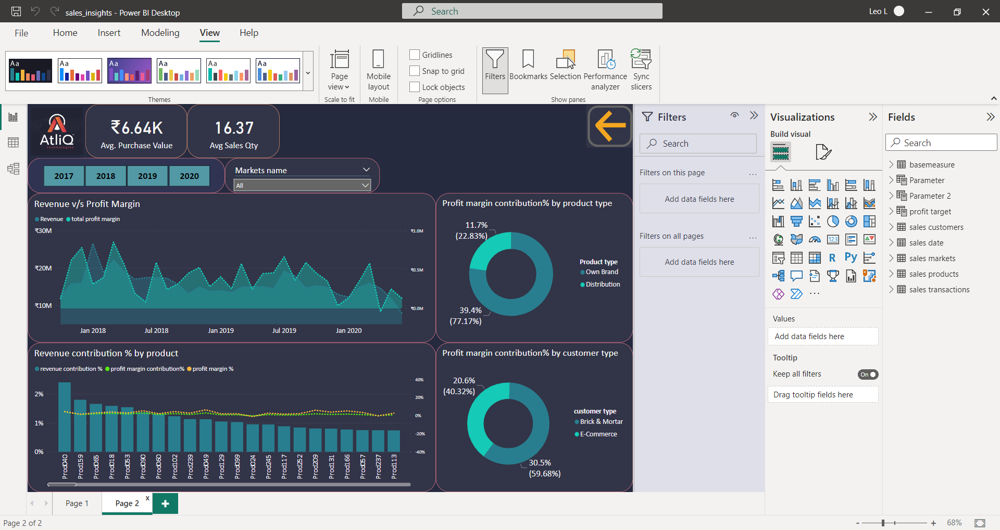 sales_insights - Power BI Desktop
Search
Leo L
File
Home
Insert
Modeling
View
Help
Aa
Aa
Aa
Aa
Aa
Aa
Themes
Page
view
Scale to fit
Mobile
layout
Mobile
Gridlines
Snap to grid
Lock objects
Page options
Filters
Bookmarks
Selection
Performance
analyzer
Sync
slicers
Show panes
AtliQ
technologies
₹6.64K
Avg. Purchase Value
16.37
Avg Sales Qty
2017
2018
2019
2020
Markets name
All
Revenue v/s Profit Margin
Revenue
total profit margin
₹30M
₹20M
₹10M
₹1.0M
₹0.5M
₹0.0M
Jan 2018
Jul 2018
Jan 2019
Jul 2019
Jan 2020
Profit margin contribution% by product type
11.7%
(22.83%)
39.4%
(77.17%)
Product type
Own Brand
Distribution
Revenue contribution % by product
revenue contribution %
profit margin contribution%
profit margin %
2%
1%
0%
40%
20%
0%
-20%
-40%
Prod040
Prod159
Prod065
Prod018
Prod053
Prod090
Prod060
Prod102
Prod239
Prod049
Prod129
Prod099
Prod024
Prod245
Prod117
Prod252
Prod209
Prod131
Prod166
Prod057
Prod237
Prod113
Profit margin contribution% by customer type
20.6%
(40.32%)
30.5%
(59.68%)
customer type
Brick & Mortar
E-Commerce
Filters
Search
Filters on this page
...
Add data fields here
Filters on all pages
...
Add data fields here
Visualizations
Build visual
123
R
Py
...
Values
Add data fields here
Tooltip
Keep all filters
On
Drag tooltip fields here
Fields
Search
basemeasure
Parameter
Parameter 2
profit target
sales customers
sales date
sales markets
sales products
sales transactions
Page 1
Page 2
x
+
Page 2 of 2
- + 68%